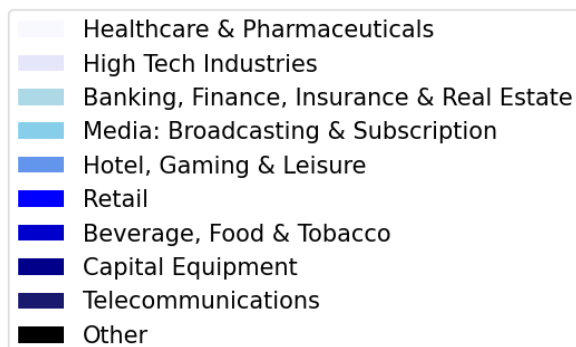 Healthcare & Pharmaceuticals
High Tech Industries
Banking, Finance, Insurance & Real Estate
Media: Broadcasting & Subscription
Hotel, Gaming & Leisure
Retail
Beverage, Food & Tobacco
Capital Equipment
Telecommunications
Other